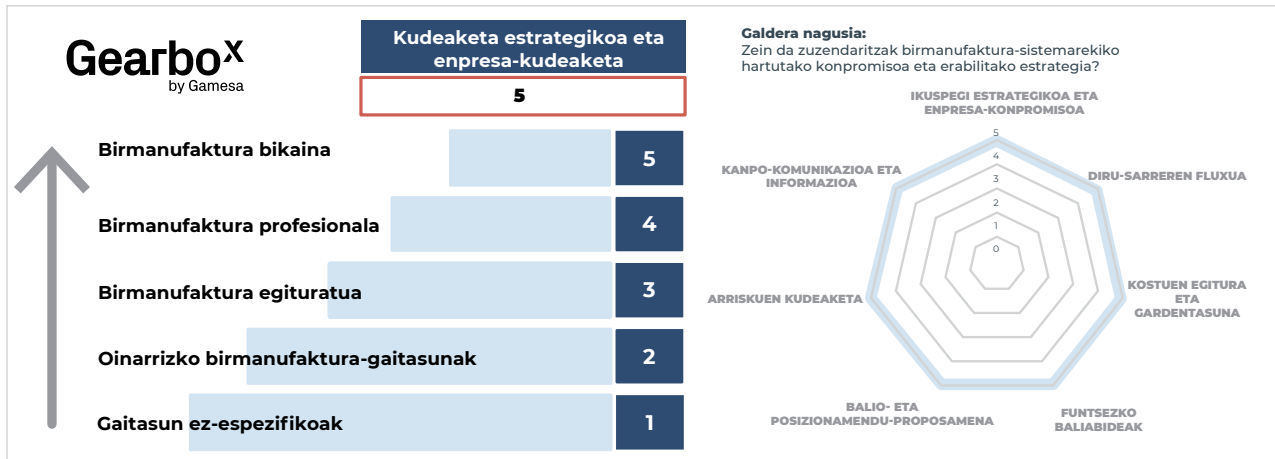 Gearbox
by Gamesa
Kudeaketa estrategikoa eta
enpresa-kudeaketa
5
Birmanufaktura bikaina
5
Birmanufaktura profesionala
4
Birmanufaktura egituratua
3
Oinarrizko birmanufaktura-gaitasunak
2
Gaitasun ez-espezifikoak
1
Galdera nagusia:
Zein da zuzendaritzak birmanufaktura-sistemarekiko
hartutako konpromisoa eta erabilitako estrategia?
IKUSPEGI ESTRATEGIKOA ETA
ENPRESA-KONPROMISOA
5
4
3
2
1
0
KANPO-KOMUNIKAZIOA ETA
INFORMAZIOA
DIRU-SARREREN FLUXUA
ARRISKUEN KUDEAKETA
KOSTUEN EGITURA
ETA
GARDENTASUNA
BALIO- ETA
POSIZIONAMENDU-PROPOSAMENA
FUNTSEZKO
BALIABIDEAK